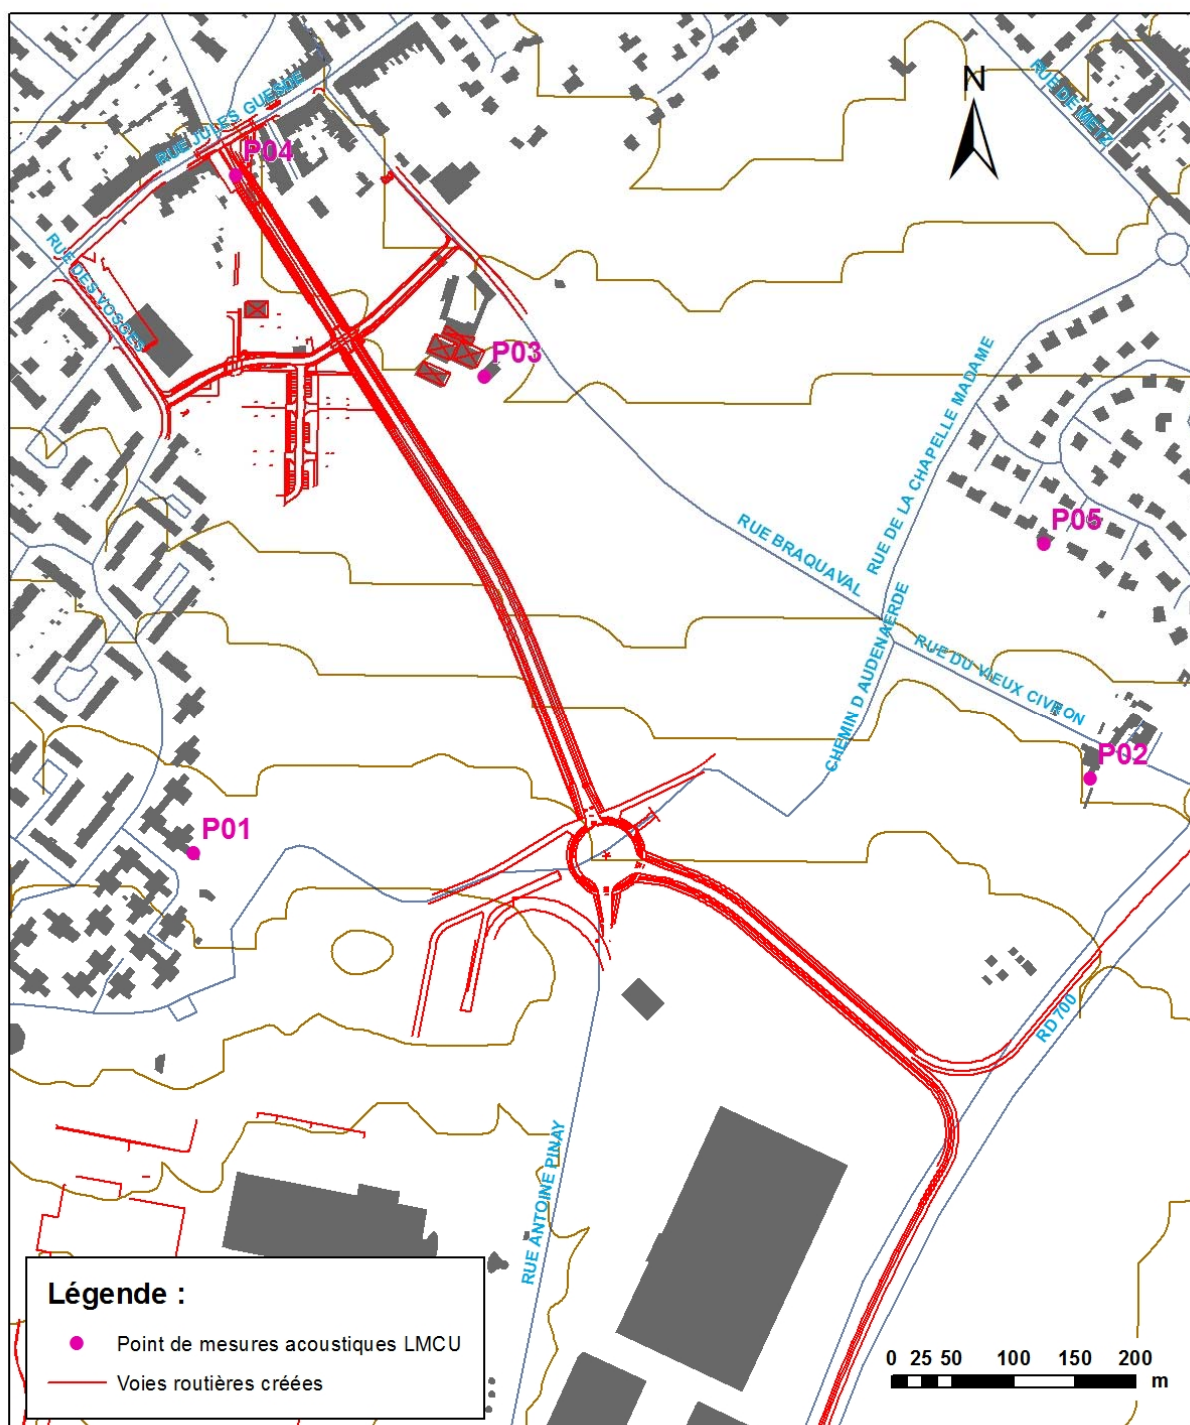 RUE DE METZ
N
RUE JULES GUESDE
P04
RUE DES VOSGES
P03
RUE DE LA CHAPELLE MADAME
P05
RUE BRAQUAVAL
CHEMIN D AUDENAERDE
RUE DU VIEUX CIVRON
P02
P01
RD 700
RUE ANTOINE PINAY
Légende :
Point de mesures acoustiques LMCU
Voies routières créées
0 25 50 100 150 200
m